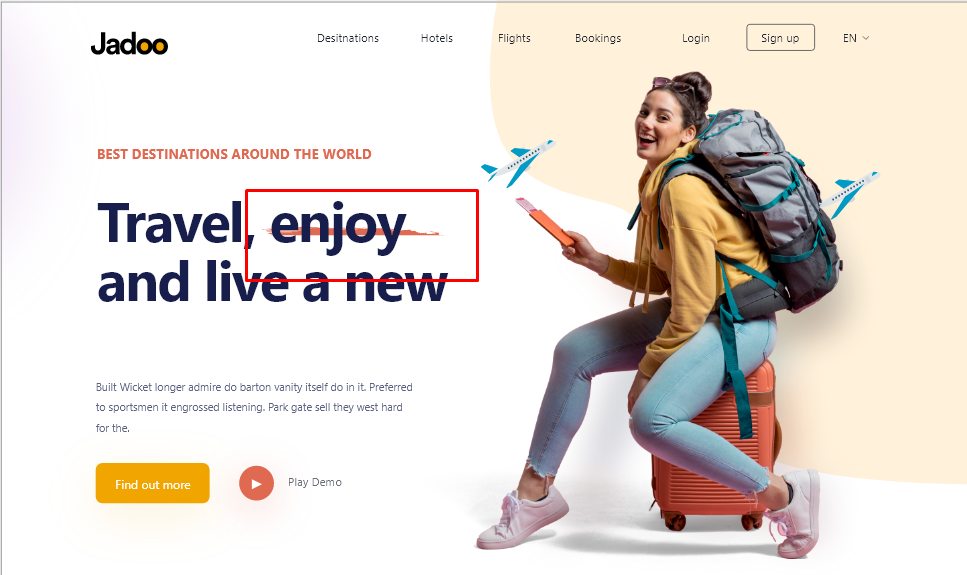 Jadoo
Desitnations Hotels Flights Bookings Login Sign up EN
BEST DESTINATIONS AROUND THE WORLD
Travel, enjoy
and live a new
Built Wicket longer admire do barton vanity itself do in it. Preferred
to sportsmen it engrossed listening. Park gate sell they west hard
for the.
Find out more Play Demo